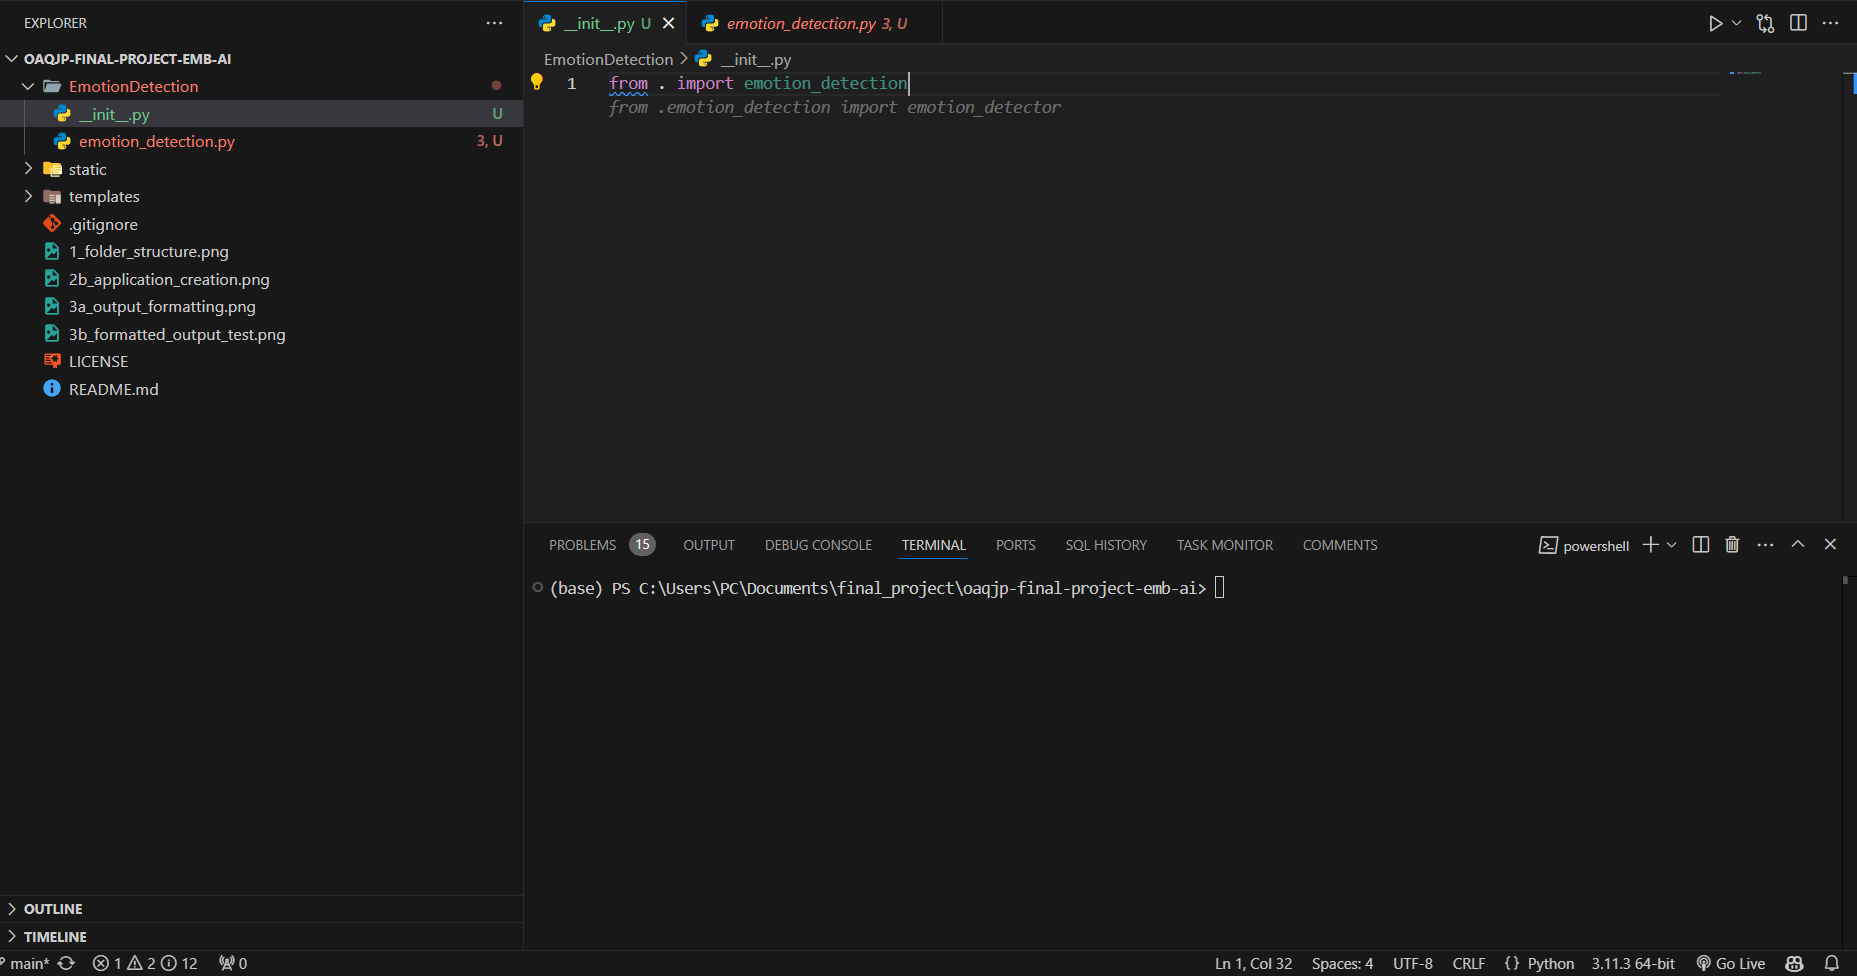 EXPLORER
OAQJP-FINAL-PROJECT-EMB-AI
EmotionDetection
__init__.py U
emotion_detection.py 3, U
static
templates
.gitignore
1_folder_structure.png
2b_application_creation.png
3a_output_formatting.png
3b_formatted_output_test.png
LICENSE
README.md
OUTLINE
TIMELINE
__init__.py U emotion_detection.py 3, U
EmotionDetection > __init__.py
1 from . import emotion_detection
from .emotion_detection import emotion_detector
PROBLEMS 15 OUTPUT DEBUG CONSOLE TERMINAL PORTS SQL HISTORY TASK MONITOR COMMENTS powershell
(base) PS C:\Users\PC\Documents\final_project\oaqjp-final-project-emb-ai>
main* 1 2 12 0 Ln 1, Col 32 Spaces: 4 UTF-8 CRLF {} Python 3.11.3 64-bit Go Live